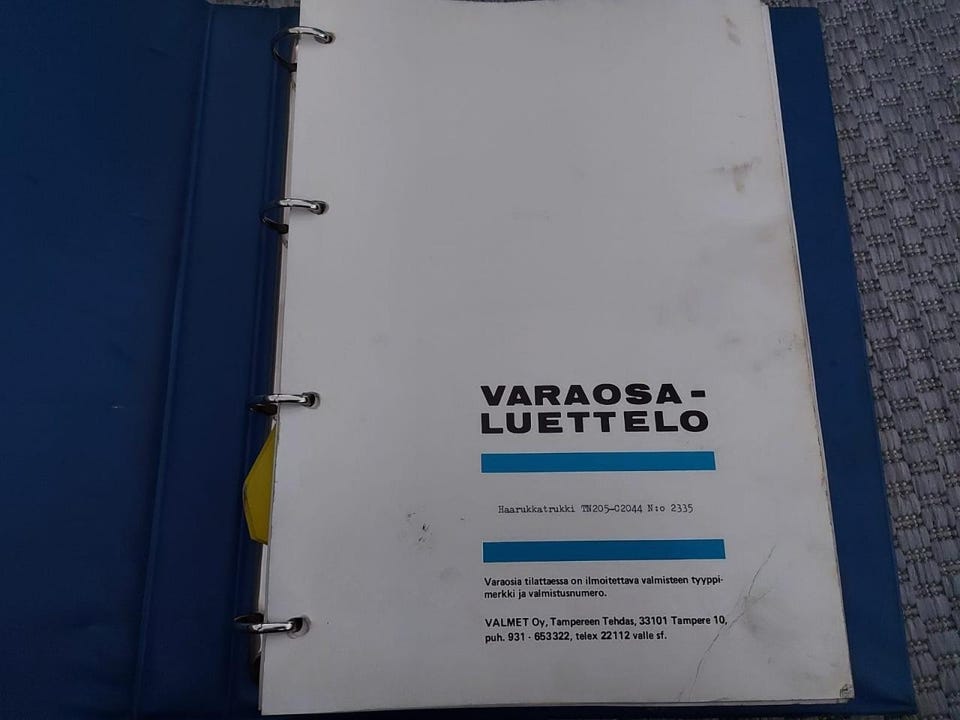 VARAOSA-
LUETTELO
Haarukkatrukki TN205-C2044 N:o 2335
Varaosia tilattaessa on ilmoitettava valmisteen tyyppi-
merkki ja valmistusnumero.
VALMET Oy, Tampereen Tehdas, 33101 Tampere 10,
puh. 931 - 653322, telex 22112 valle sf.